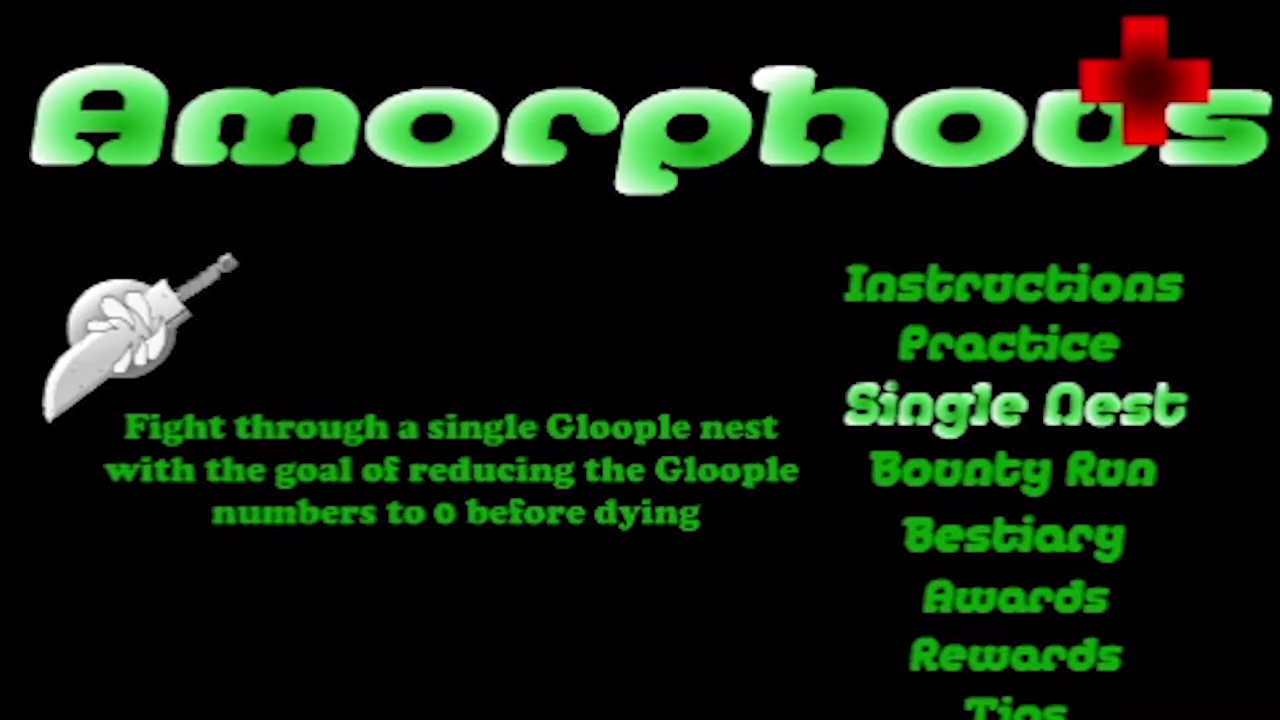 Amorphous
Fight through a single Gloople nest
with the goal of reducing the Gloople
numbers to 0 before dying
Instructions
Practice
Single Nest
Bounty Run
Bestiary
Awards
Rewards
Tips